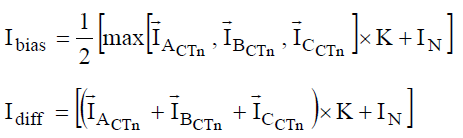 I_bias = 1/2 [max[I⃗_A_CTn , I⃗_B_CTn , I⃗_C_CTn ] × K + I_N ]
I_diff = [(I⃗_A_CTn + I⃗_B_CTn + I⃗_C_CTn ) × K + I_N ]